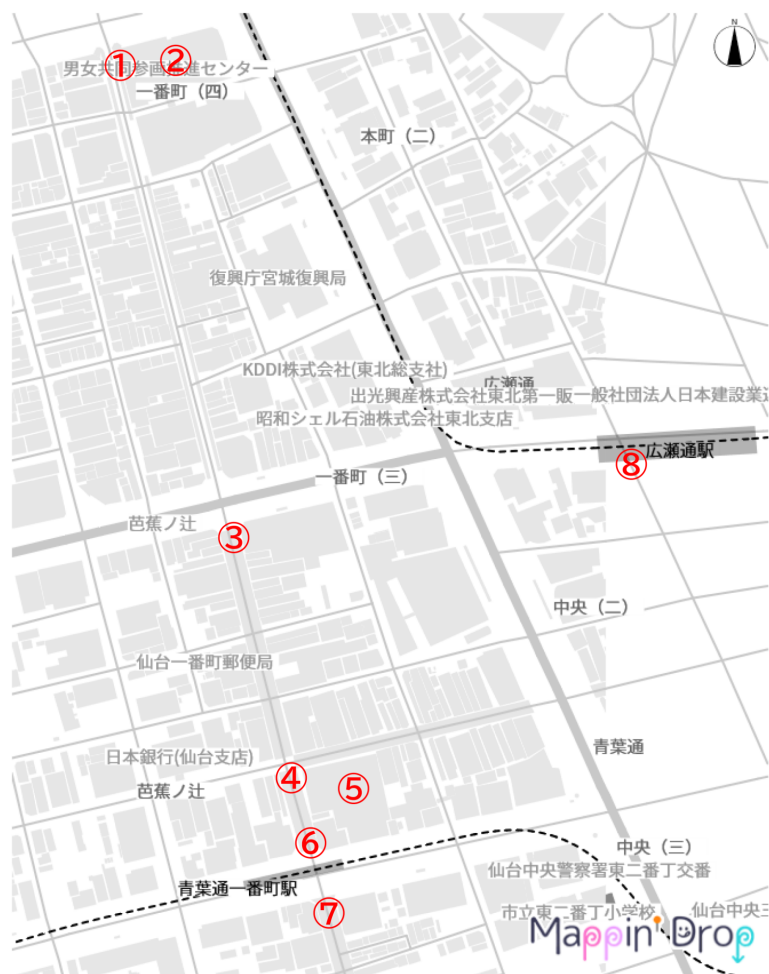 N
① ②
男女共同参画推進センター
一番町（四）
本町（二）
復興庁宮城復興局
KDDI株式会社(東北総支社)
広瀬通
出光興産株式会社東北第一販一般社団法人日本建設業
昭和シェル石油株式会社東北支店
広瀬通駅
⑧
一番町（三）
芭蕉ノ辻
③
中央（二）
仙台一番町郵便局
青葉通
日本銀行(仙台支店)
④
⑤
芭蕉ノ辻
⑥
中央（三）
仙台中央警察署東二番丁交番
青葉通一番町駅
⑦
市立東二番丁小学校
仙台中央三
Mappin' Drop